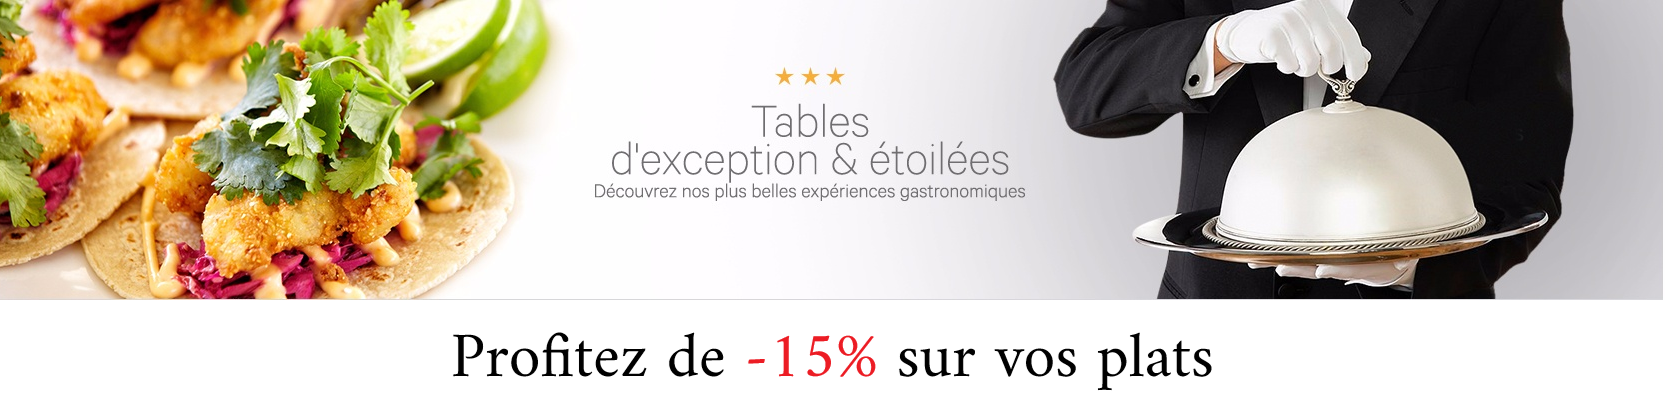 Tables
d'exception & étoilées
Découvrez nos plus belles expériences gastronomiques
Profitez de -15% sur vos plats